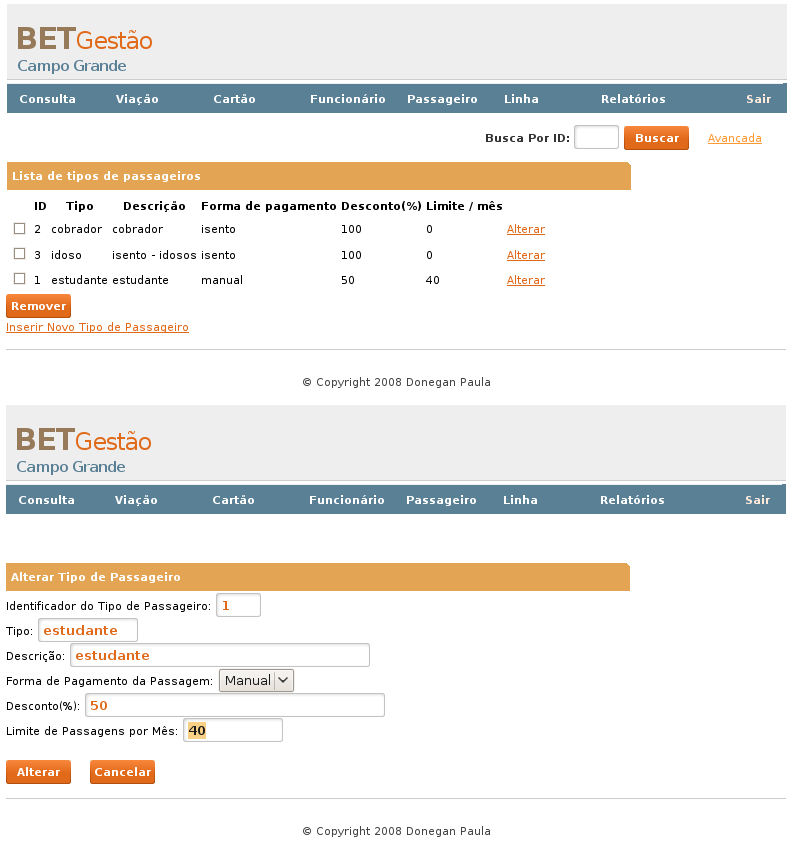 BETGestão
Campo Grande
Consulta Viação Cartão Funcionário Passageiro Linha Relatórios Sair
Busca Por ID: Buscar Avançada
Lista de tipos de passageiros
ID Tipo Descrição Forma de pagamento Desconto(%) Limite / mês
2 cobrador cobrador isento 100 0 Alterar
3 idoso isento - idosos isento 100 0 Alterar
1 estudante estudante manual 50 40 Alterar
Remover
Inserir Novo Tipo de Passageiro
© Copyright 2008 Donegan Paula
BETGestão
Campo Grande
Consulta Viação Cartão Funcionário Passageiro Linha Relatórios Sair
Alterar Tipo de Passageiro
Identificador do Tipo de Passageiro: 1
Tipo: estudante
Descrição: estudante
Forma de Pagamento da Passagem: Manual
Desconto(%): 50
Limite de Passagens por Mês: 40
Alterar Cancelar
© Copyright 2008 Donegan Paula